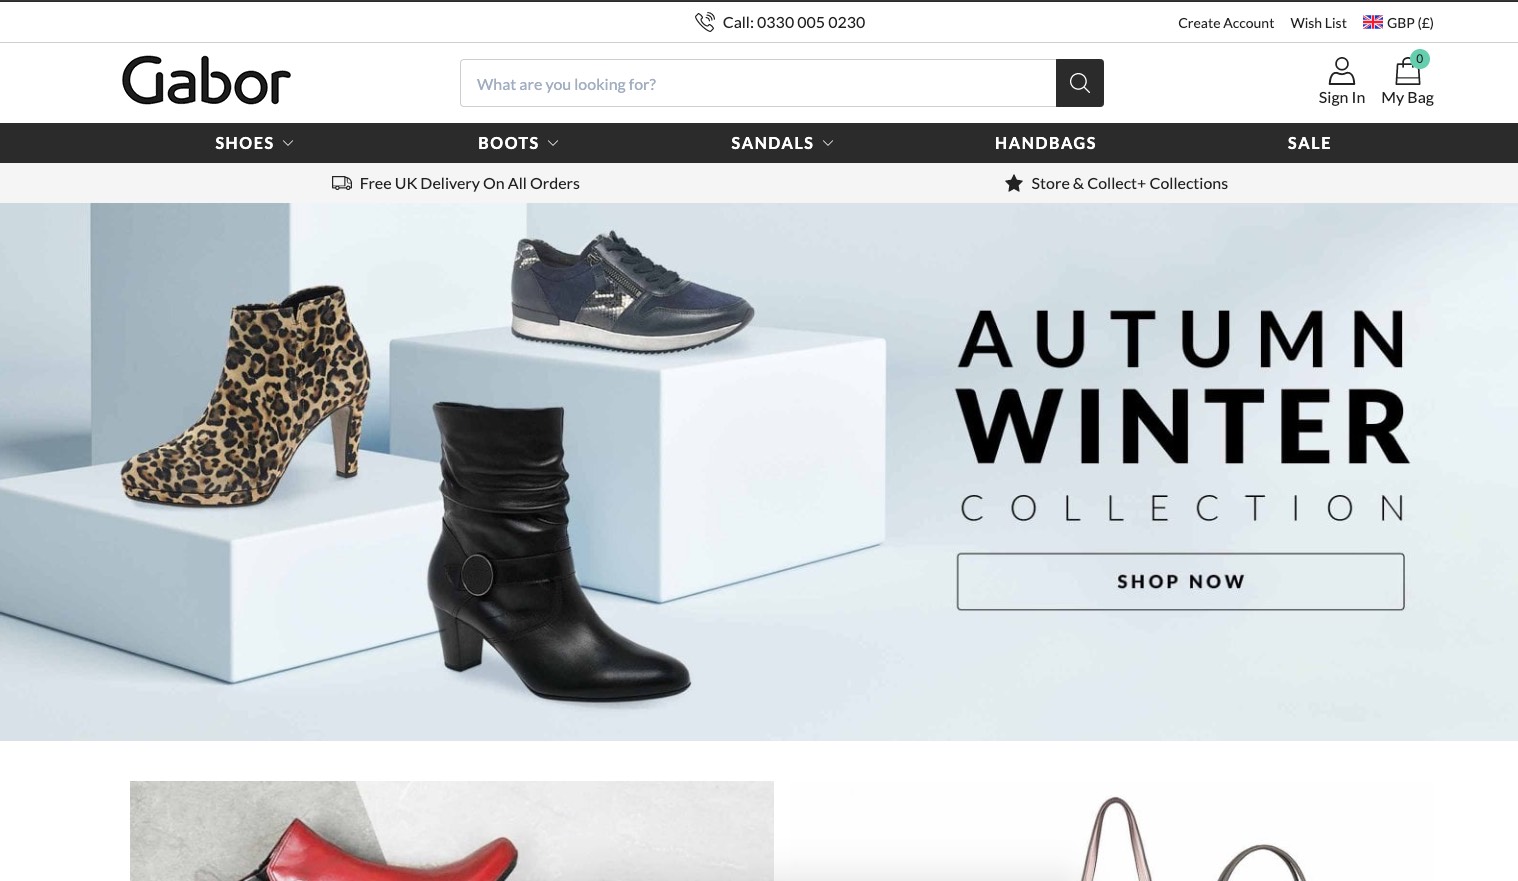 Call: 0330 005 0230
Create Account
Wish List
GBP (£)
Gabor
What are you looking for?
Sign In
0
My Bag
SHOES
BOOTS
SANDALS
HANDBAGS
SALE
Free UK Delivery On All Orders
Store & Collect+ Collections
AUTUMN
WINTER
COLLECTION
SHOP NOW